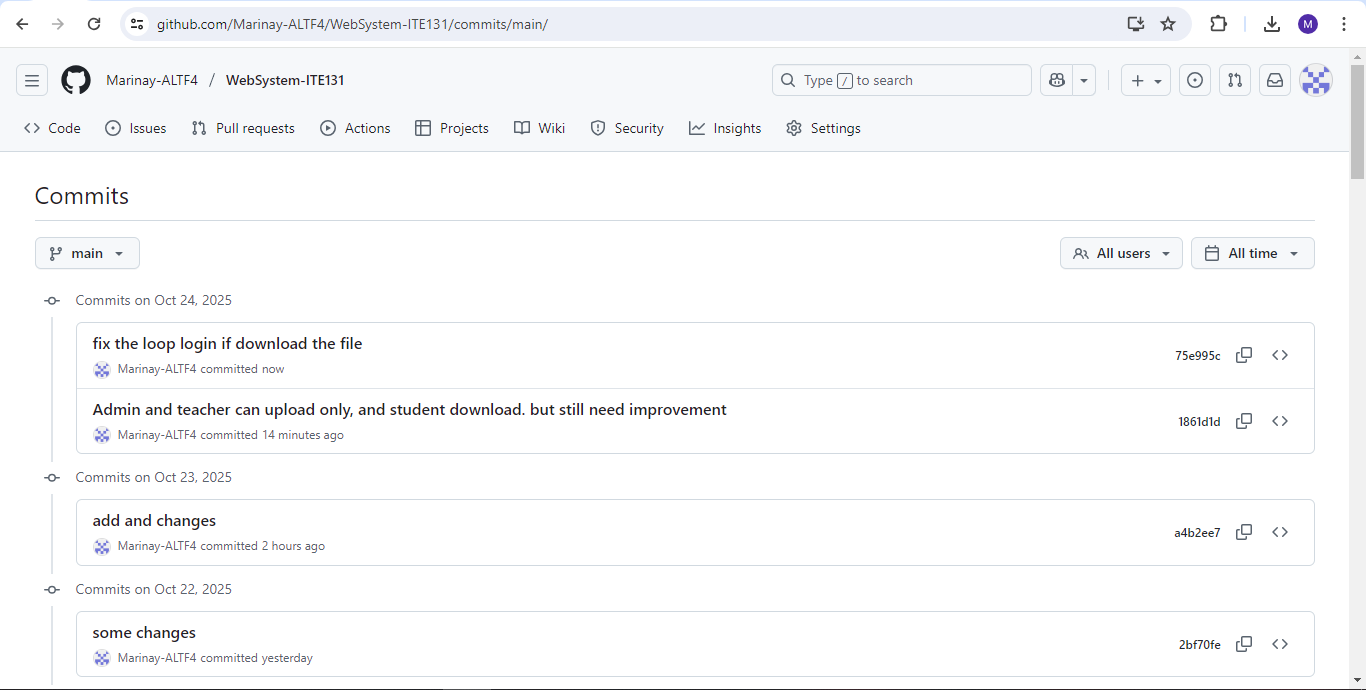 github.com/Marinay-ALTF4/WebSystem-ITE131/commits/main/
M
Marinay-ALTF4 / WebSystem-ITE131
Type / to search
Code Issues Pull requests Actions Projects Wiki Security Insights Settings
Commits
main All users All time
Commits on Oct 24, 2025
fix the loop login if download the file
Marinay-ALTF4 committed now
75e995c
Admin and teacher can upload only, and student download. but still need improvement
Marinay-ALTF4 committed 14 minutes ago
1861d1d
Commits on Oct 23, 2025
add and changes
Marinay-ALTF4 committed 2 hours ago
a4b2ee7
Commits on Oct 22, 2025
some changes
Marinay-ALTF4 committed yesterday
2bf70fe